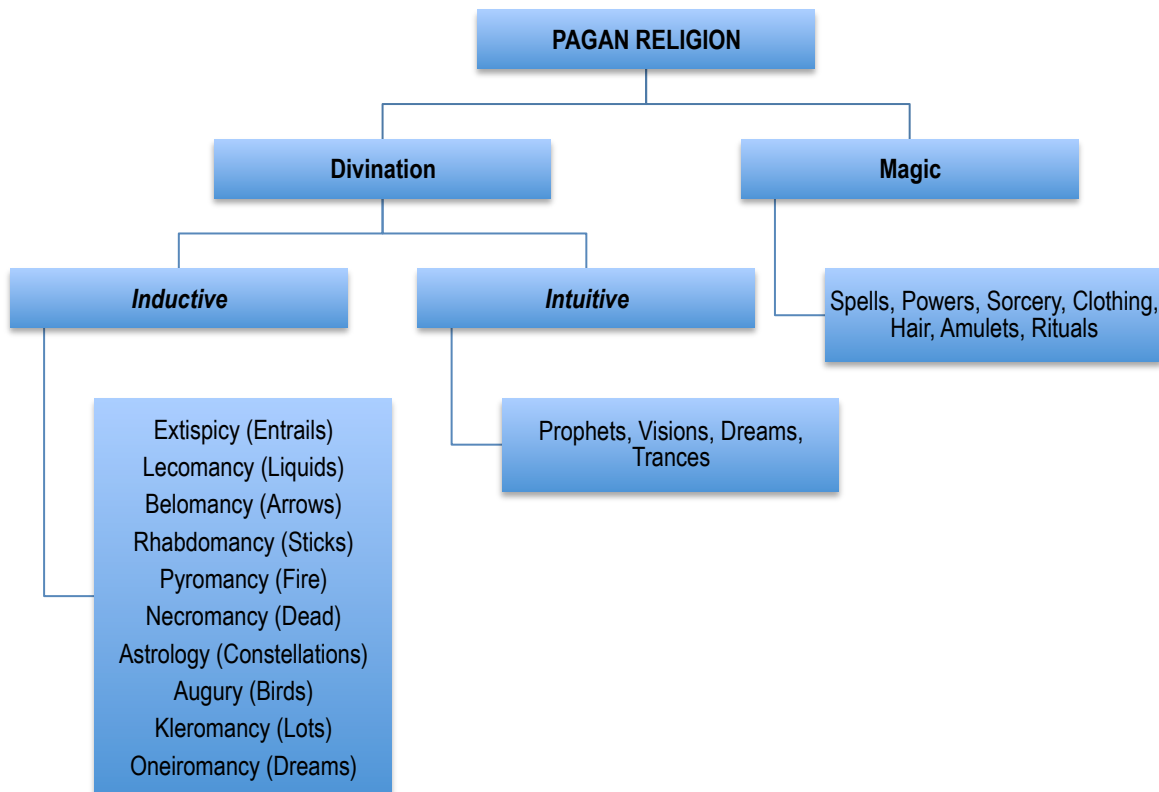 PAGAN RELIGION
Divination
Magic
Inductive
Intuitive
Spells, Powers, Sorcery, Clothing,
Hair, Amulets, Rituals
Extispicy (Entrails)
Lecomancy (Liquids)
Belomancy (Arrows)
Rhabdomancy (Sticks)
Pyromancy (Fire)
Necromancy (Dead)
Astrology (Constellations)
Augury (Birds)
Kleromancy (Lots)
Oneiromancy (Dreams)
Prophets, Visions, Dreams,
Trances